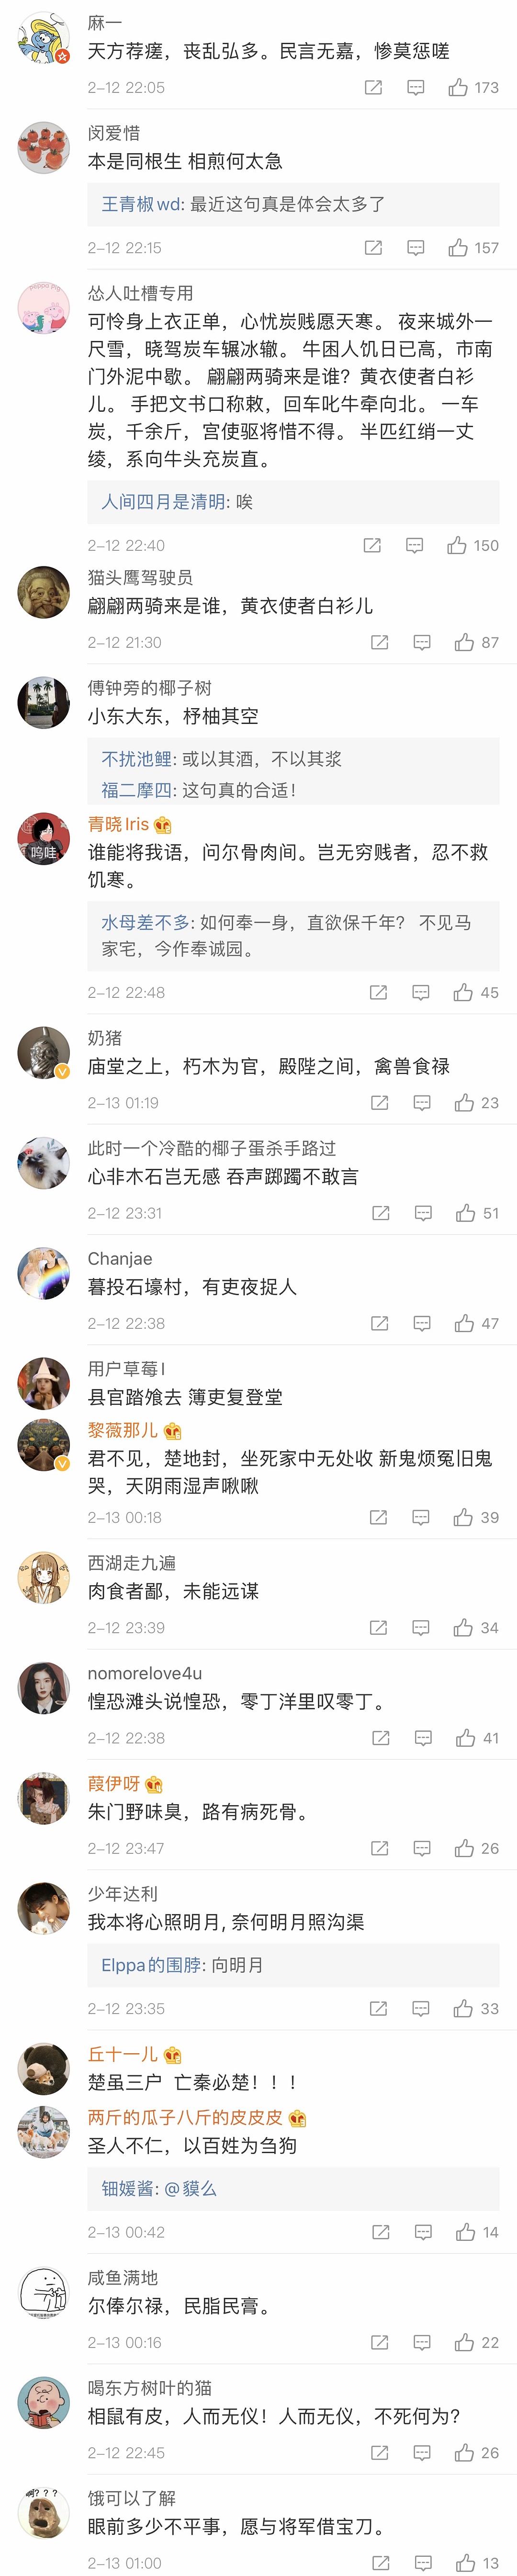 麻一
天方荐瘥，丧乱弘多。民言无嘉，惨莫惩嗟
2-12 22:05
173
闵爱惜
本是同根生 相煎何太急
王青椒wd: 最近这句真是体会太多了
2-12 22:15
157
Peppa Pig
怂人吐槽专用
可怜身上衣正单，心忧炭贱愿天寒。 夜来城外一
尺雪，晓驾炭车辗冰辙。 牛困人饥日已高，市南
门外泥中歇。 翩翩两骑来是谁？黄衣使者白衫
儿。 手把文书口称敕，回车叱牛牵向北。 一车
炭，千余斤，宫使驱将惜不得。 半匹红绡一丈
绫，系向牛头充炭直。
人间四月是清明: 唉
2-12 22:40
150
猫头鹰驾驶员
翩翩两骑来是谁，黄衣使者白衫儿
2-12 21:30
87
傅钟旁的椰子树
小东大东，杼柚其空
不扰池鲤: 或以其酒，不以其浆
福二摩四: 这句真的合适！
青晓Iris
呜哇
谁能将我语，问尔骨肉间。岂无穷贱者，忍不救
饥寒。
水母差不多: 如何奉一身，直欲保千年？ 不见马
家宅，今作奉诚园。
2-12 22:48
45
奶猪
庙堂之上，朽木为官，殿陛之间，禽兽食禄
2-13 01:19
23
此时一个冷酷的椰子蛋杀手路过
心非木石岂无感 吞声踯躅不敢言
2-12 23:31
51
Chanjae
暮投石壕村，有吏夜捉人
2-12 22:38
47
用户草莓l
县官踏飧去 簿吏复登堂
黎薇那儿
君不见，楚地封，坐死家中无处收 新鬼烦冤旧鬼
哭，天阴雨湿声啾啾
2-13 00:18
39
西湖走九遍
肉食者鄙，未能远谋
2-12 23:39
34
nomorelove4u
惶恐滩头说惶恐，零丁洋里叹零丁。
2-12 22:38
41
葭伊呀
朱门野味臭，路有病死骨。
2-12 23:47
26
少年达利
我本将心照明月, 奈何明月照沟渠
Elppa的围脖: 向明月
2-12 23:35
33
丘十一儿
楚虽三户 亡秦必楚！！！
两斤的瓜子八斤的皮皮皮
圣人不仁，以百姓为刍狗
钿媛酱: @貘么
2-13 00:42
14
咸鱼满地
尔俸尔禄，民脂民膏。
2-13 00:16
22
喝东方树叶的猫
相鼠有皮，人而无仪！人而无仪，不死何为？
2-12 22:45
26
啊？？？
饿可以了解
眼前多少不平事，愿与将军借宝刀。
2-13 01:00
13